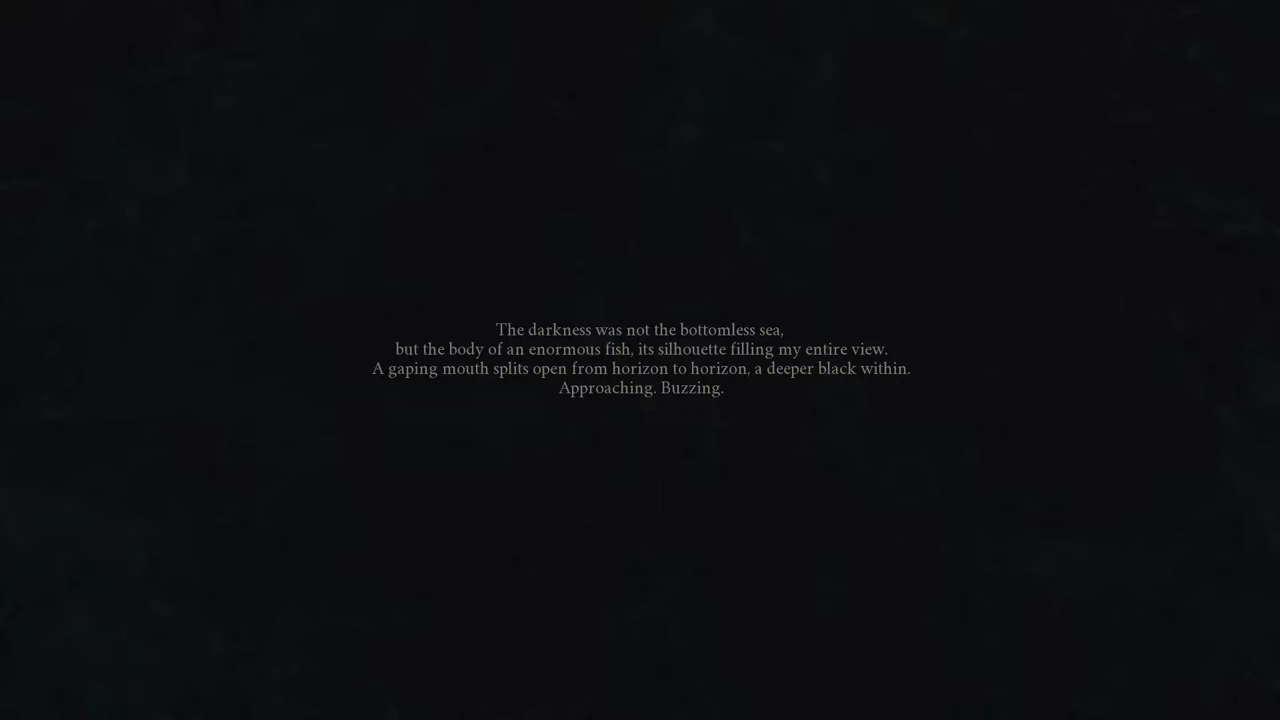 The darkness was not the bottomless sea,
but the body of an enormous fish, its silhouette filling my entire view.
A gaping mouth splits open from horizon to horizon, a deeper black within.
Approaching. Buzzing.